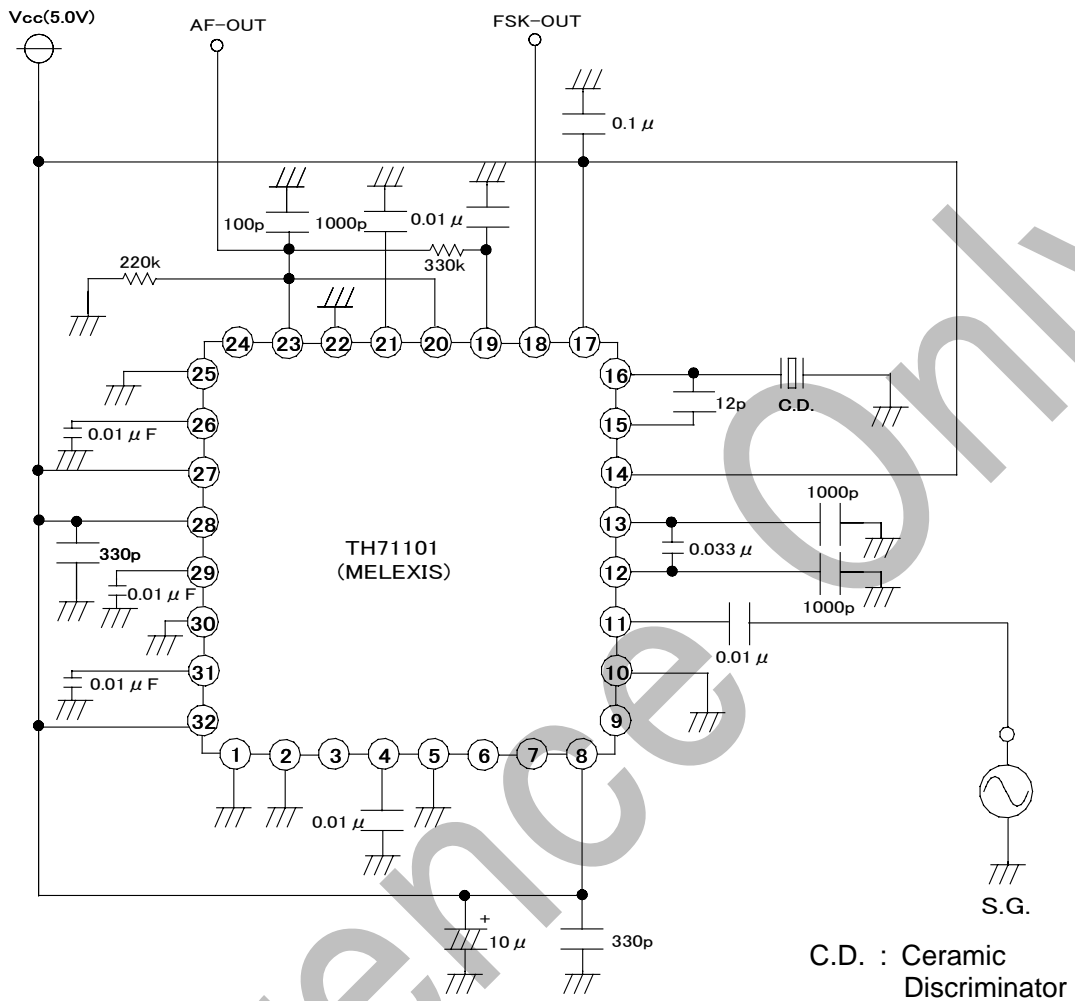 Vcc(5.0V)
AF-OUT
FSK-OUT
0.1 μ
100p
1000p
0.01 μ
330k
220k
24
23
22
21
20
19
18
17
25
26
27
28
29
30
31
32
16
15
14
13
12
11
10
9
0.01 μ F
330p
0.01 μ F
0.01 μ F
TH71101
(MELEXIS)
12p
C.D.
1000p
0.033 μ
1000p
0.01 μ
1
2
3
4
5
6
7
8
0.01 μ
+
10 μ
330p
S.G.
C.D. : Ceramic
Discriminator
ence Only